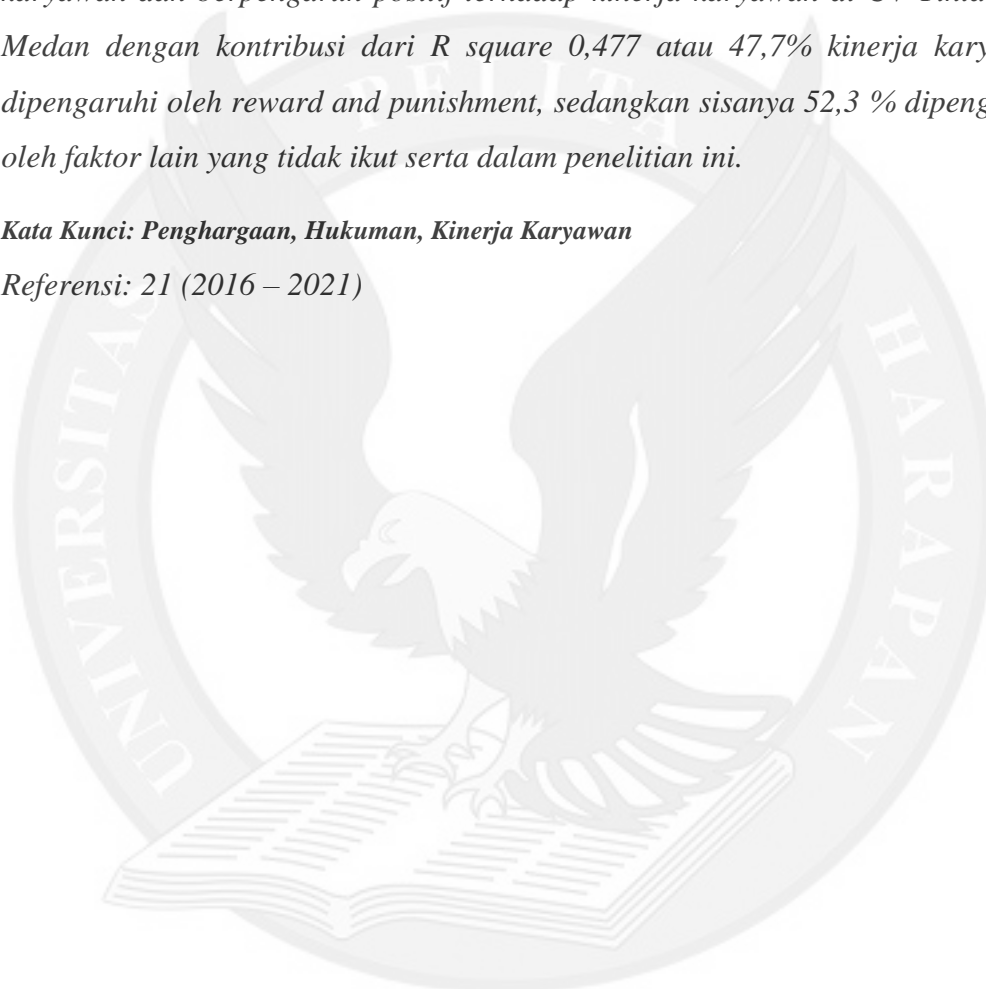 Medan dengan kontribusi dari R square 0,477 atau 47,7% kinerja
dipengaruhi oleh reward and punishment, sedangkan sisanya 52,3 %
oleh faktor lain yang tidak ikut serta dalam penelitian ini.
Kata Kunci: Penghargaan, Hukuman, Kinerja Karyawan
Referensi: 21 (2016 – 2021)
UNIVERSITAS PELITA HARAPAN